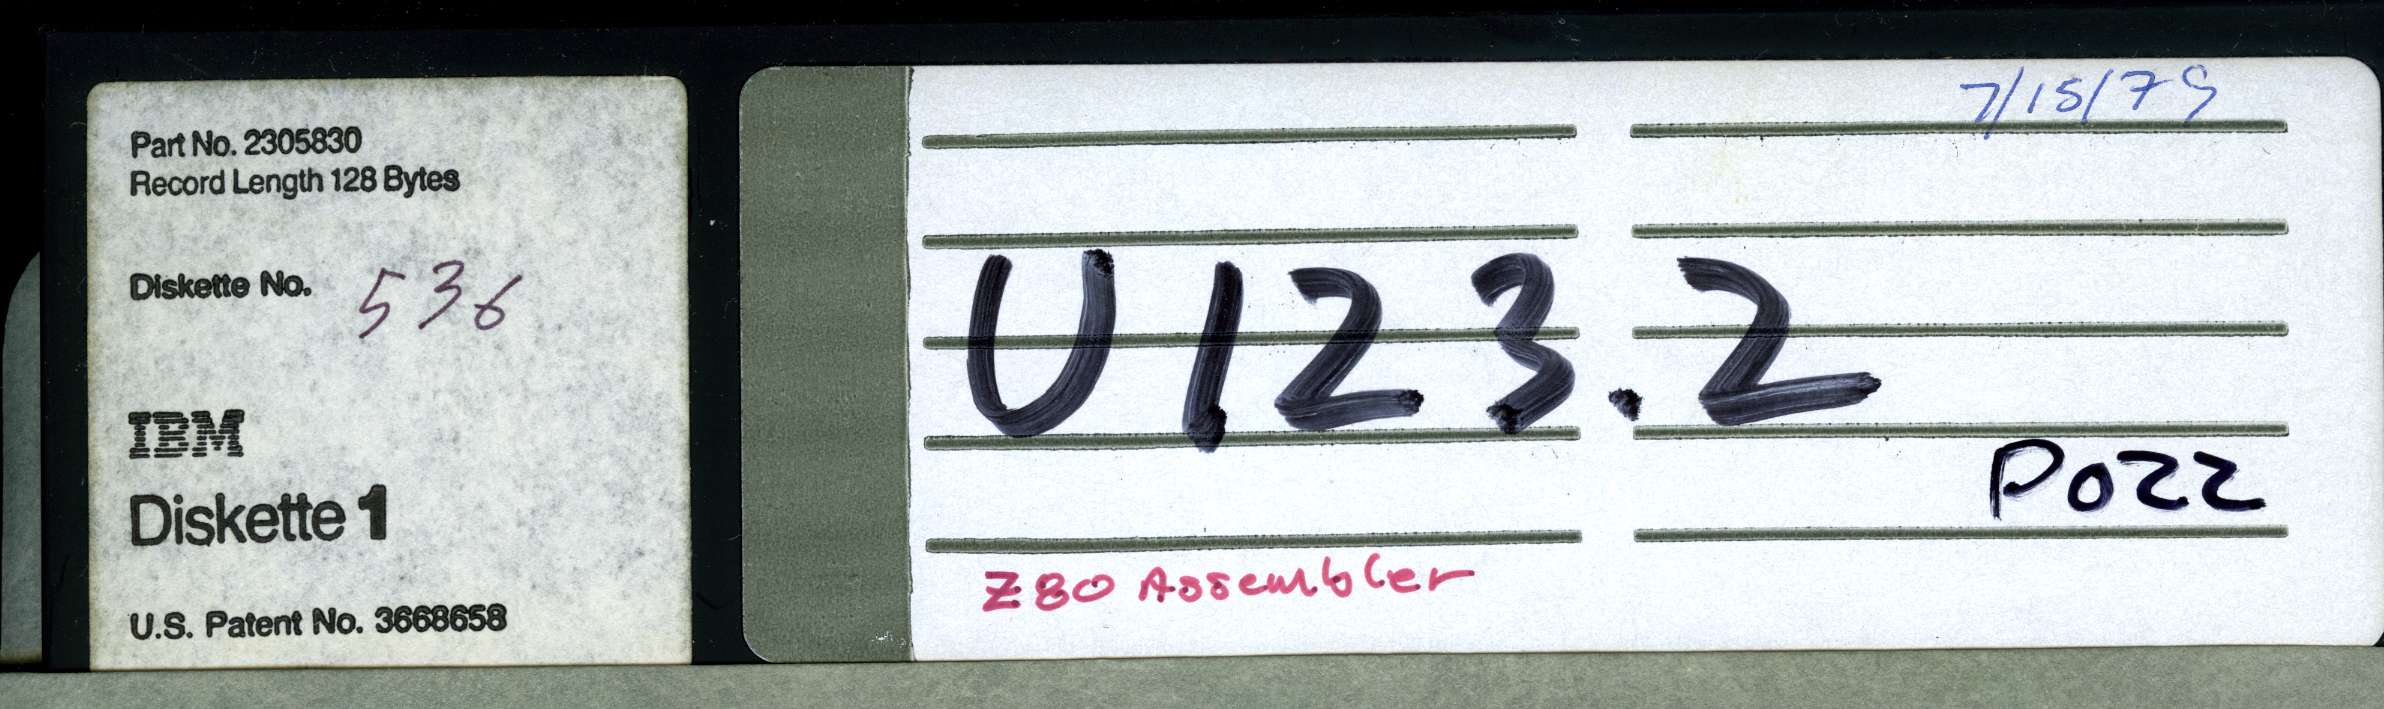 Part No. 2305830
Record Length 128 Bytes
Diskette No. 536
IBM
Diskette 1
U.S. Patent No. 3668658
7/15/79
U123.2
Pozz
Z80 Assembler